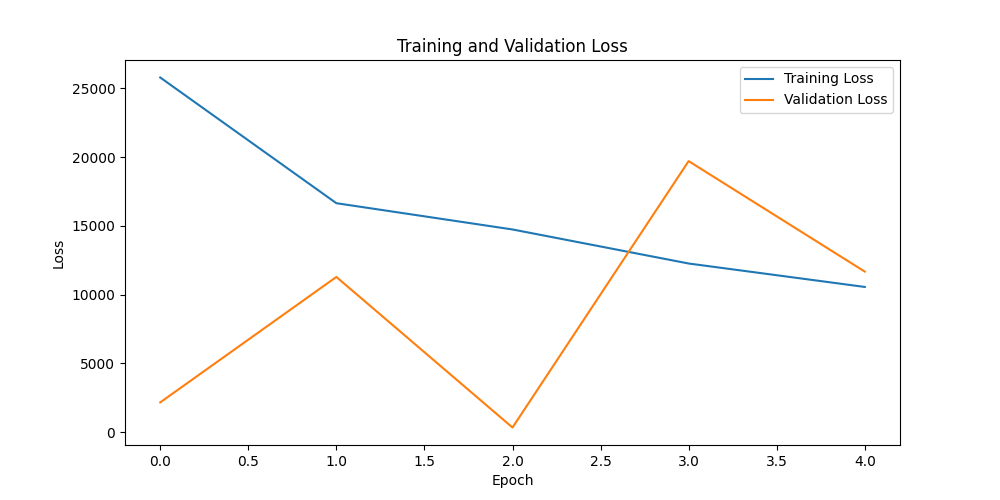 Training and Validation Loss
Training Loss
Validation Loss
25000
20000
15000
10000
5000
0
Loss
0.0 0.5 1.0 1.5 2.0 2.5 3.0 3.5 4.0
Epoch